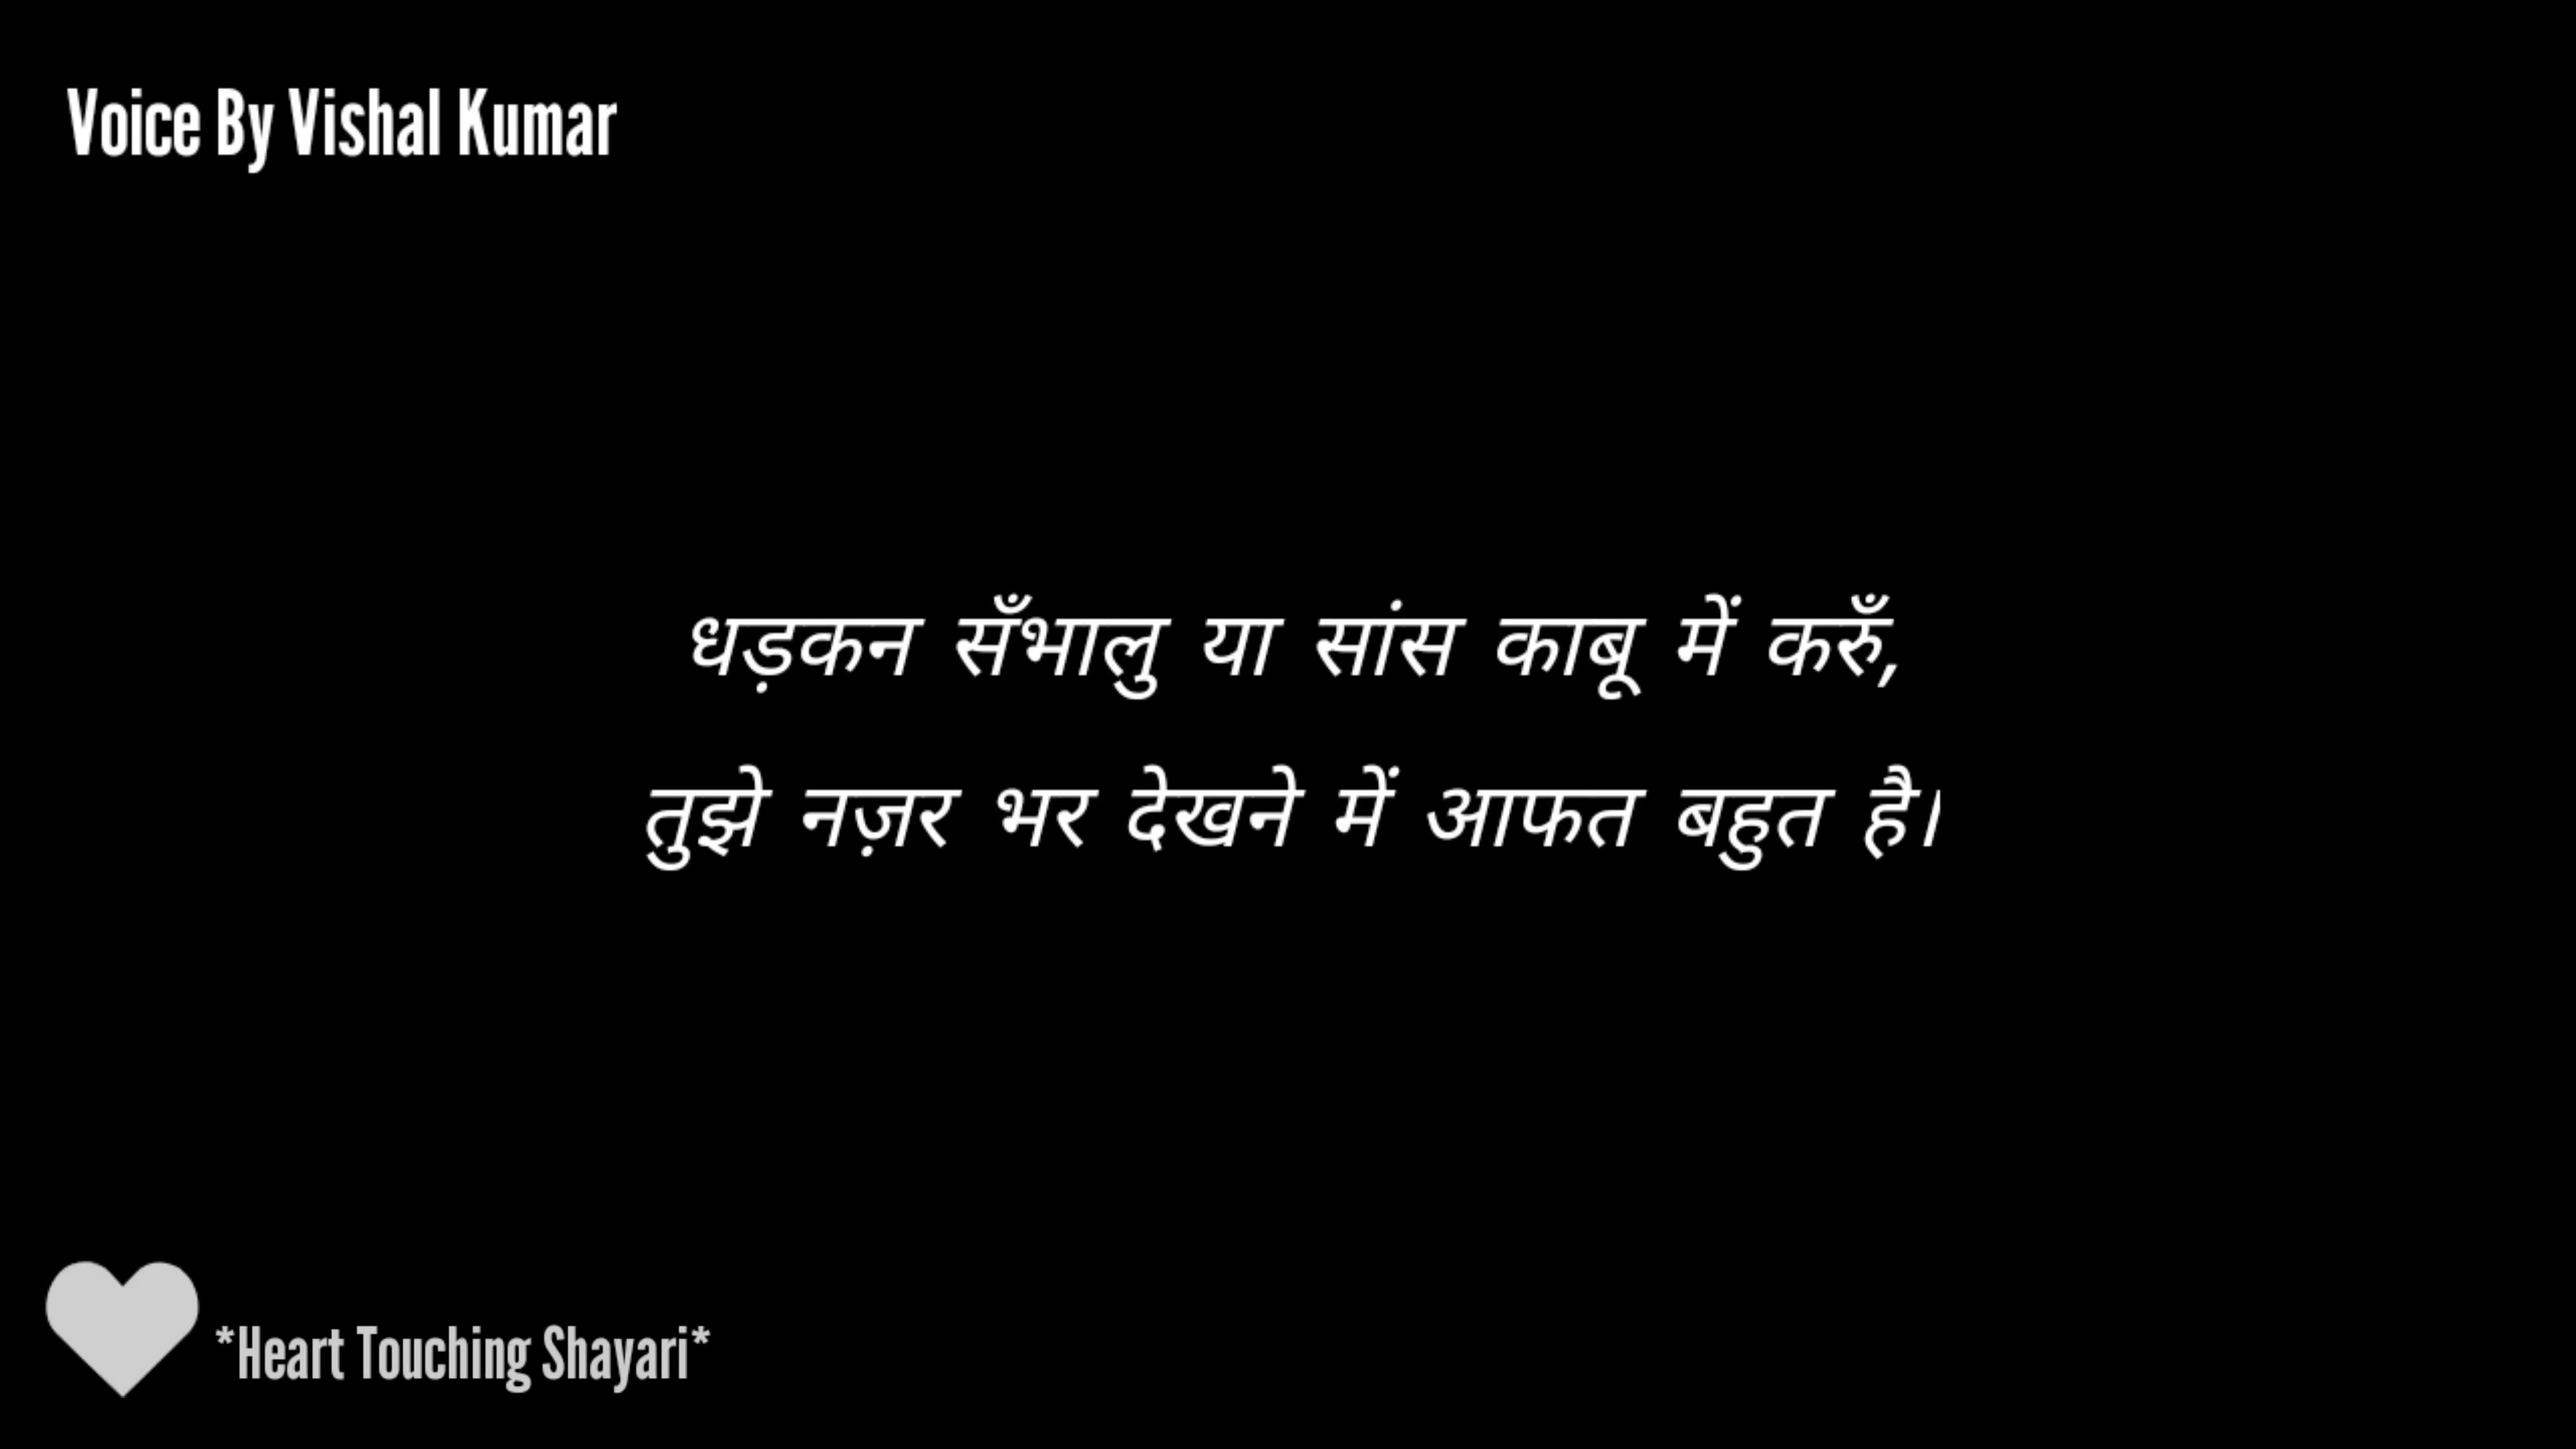 Voice By Vishal Kumar
धड़कन सँभालु या सांस काबू में करुँ,
तुझे नज़र भर देखने में आफत बहुत है।
*Heart Touching Shayari*